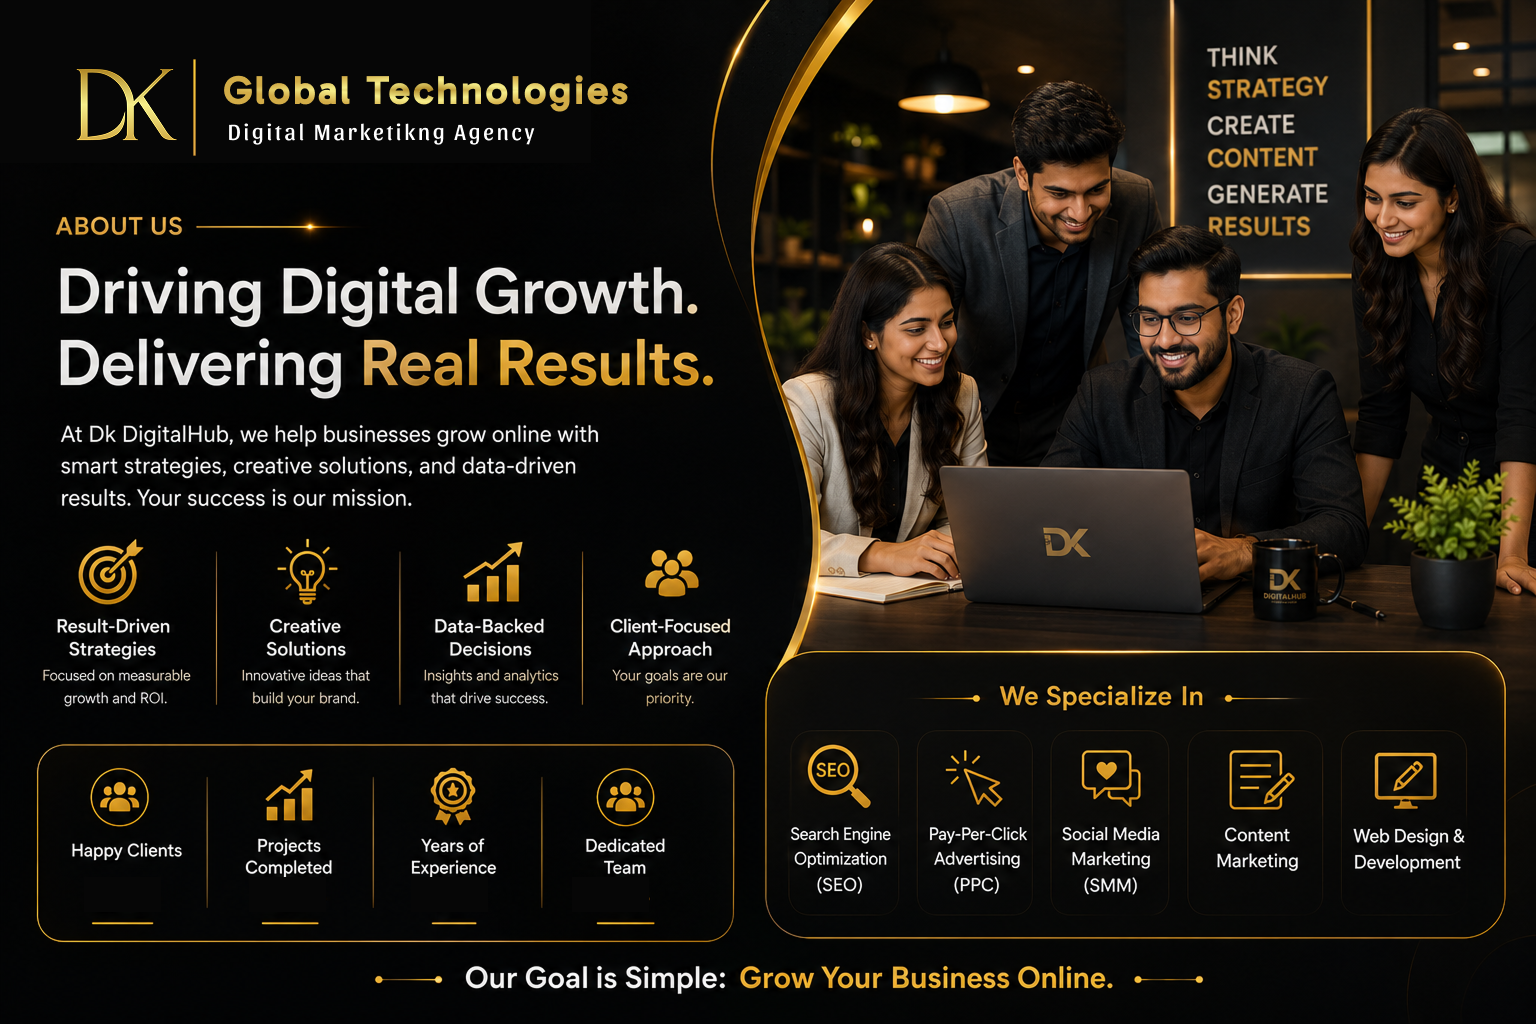 DK
Global Technologies
Digital Marketikng Agency
ABOUT US
Driving Digital Growth.
Delivering Real Results.
At Dk DigitalHub, we help businesses grow online with
smart strategies, creative solutions, and data-driven
results. Your success is our mission.
Result-Driven
Strategies
Focused on measurable
growth and ROI.
Creative
Solutions
Innovative ideas that
build your brand.
Data-Backed
Decisions
Insights and analytics
that drive success.
Client-Focused
Approach
Your goals are our
priority.
Happy Clients
Projects
Completed
Years of
Experience
Dedicated
Team
THINK
STRATEGY
CREATE
CONTENT
GENERATE
RESULTS
DK
DK
DIGITALHUB
We Specialize In
SEO
Search Engine
Optimization
(SEO)
Pay-Per-Click
Advertising
(PPC)
Social Media
Marketing
(SMM)
Content
Marketing
Web Design &
Development
Our Goal is Simple: Grow Your Business Online.